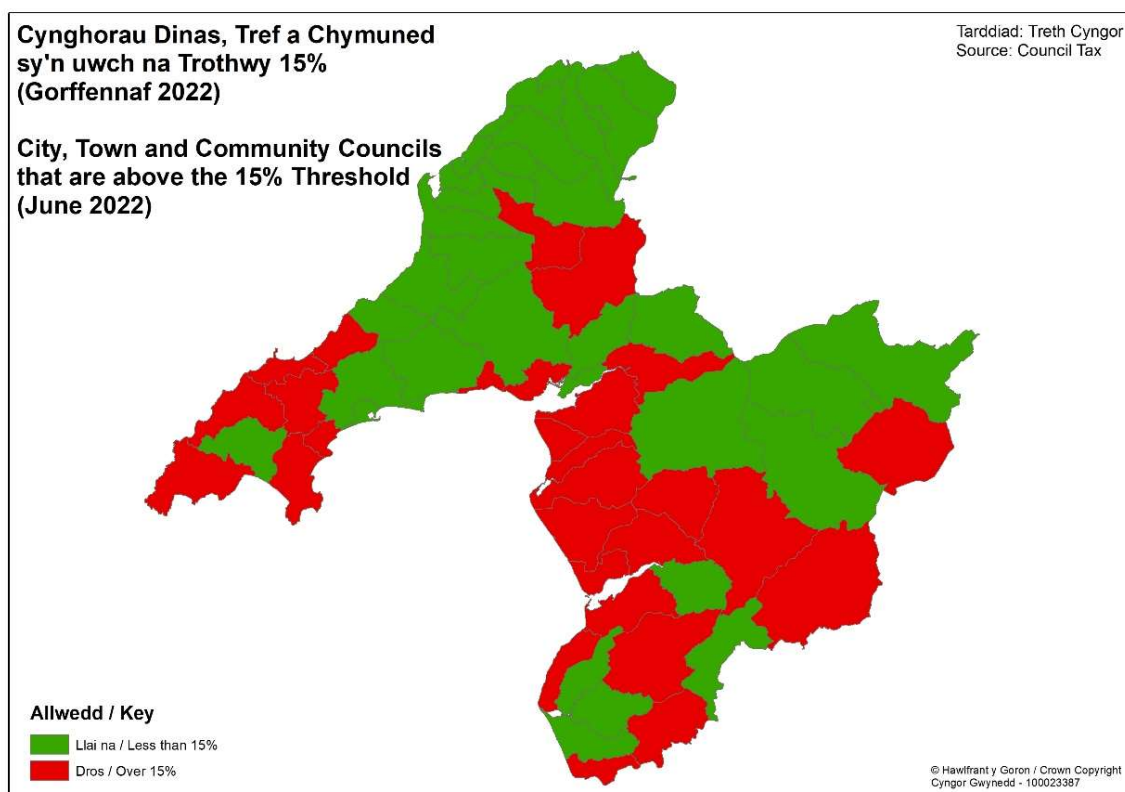 Cynghorau Dinas, Tref a Chymuned
sy'n uwch na Trothwy 15%
(Gorffennaf 2022)
City, Town and Community Councils
that are above the 15% Threshold
(June 2022)
Tarddiad: Treth Cyngor
Source: Council Tax
Allwedd / Key
Llai na / Less than 15%
Dros / Over 15%
© Hawlfraint y Goron / Crown Copyright
Cyngor Gwynedd - 100023387